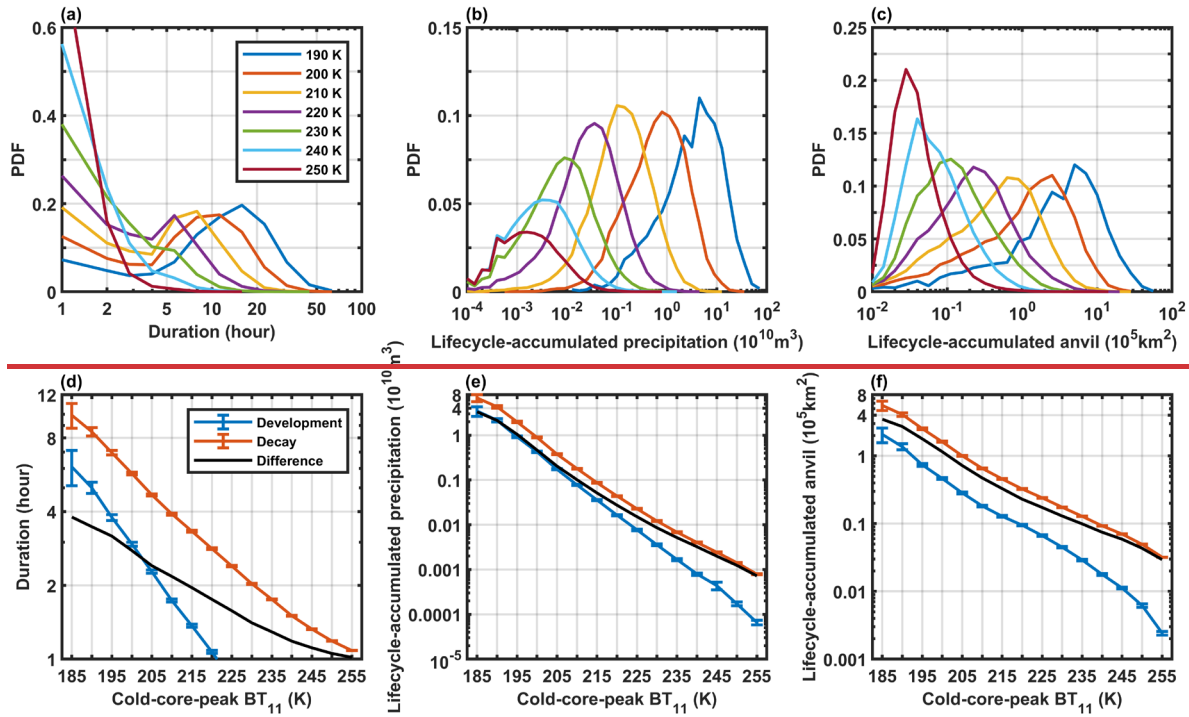 (a)
0.6
0.4
0.2
0
PDF
190 K
200 K
210 K
220 K
230 K
240 K
250 K
1 2 5 10 20 50 100
Duration (hour)
(b)
0.15
0.1
0.05
0
PDF
10^-4 10^-3 10^-2 10^-1 10^0 10^1 10^2
Lifecycle-accumulated precipitation (10^10 m^3)
(c)
0.25
0.2
0.15
0.1
0.05
0
PDF
10^-2 10^-1 10^0 10^1 10^2
Lifecycle-accumulated anvil (10^5 km^2)
(d)
12
8
4
2
1
Duration (hour)
Development
Decay
Difference
185 195 205 215 225 235 245 255
Cold-core-peak BT_11 (K)
(e)
8
4
1
0.1
0.01
0.001
0.0001
10^-5
Lifecycle-accumulated precipitation (10^10 m^3)
185 195 205 215 225 235 245 255
Cold-core-peak BT_11 (K)
(f)
8
4
1
0.1
0.01
0.001
Lifecycle-accumulated anvil (10^5 km^2)
185 195 205 215 225 235 245 255
Cold-core-peak BT_11 (K)